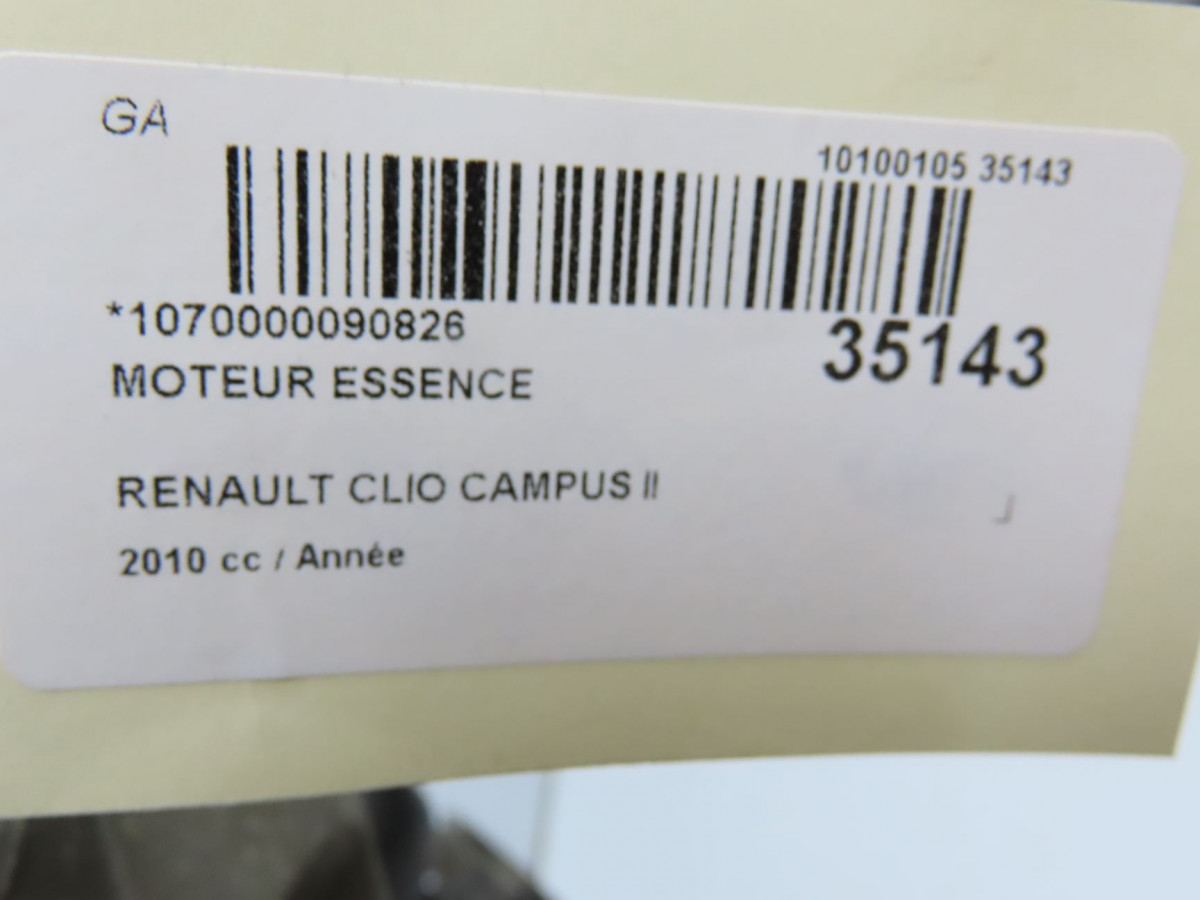 GA
10100105 35143
*1070000090826
35143
MOTEUR ESSENCE
RENAULT CLIO CAMPUS II
2010 cc / Année